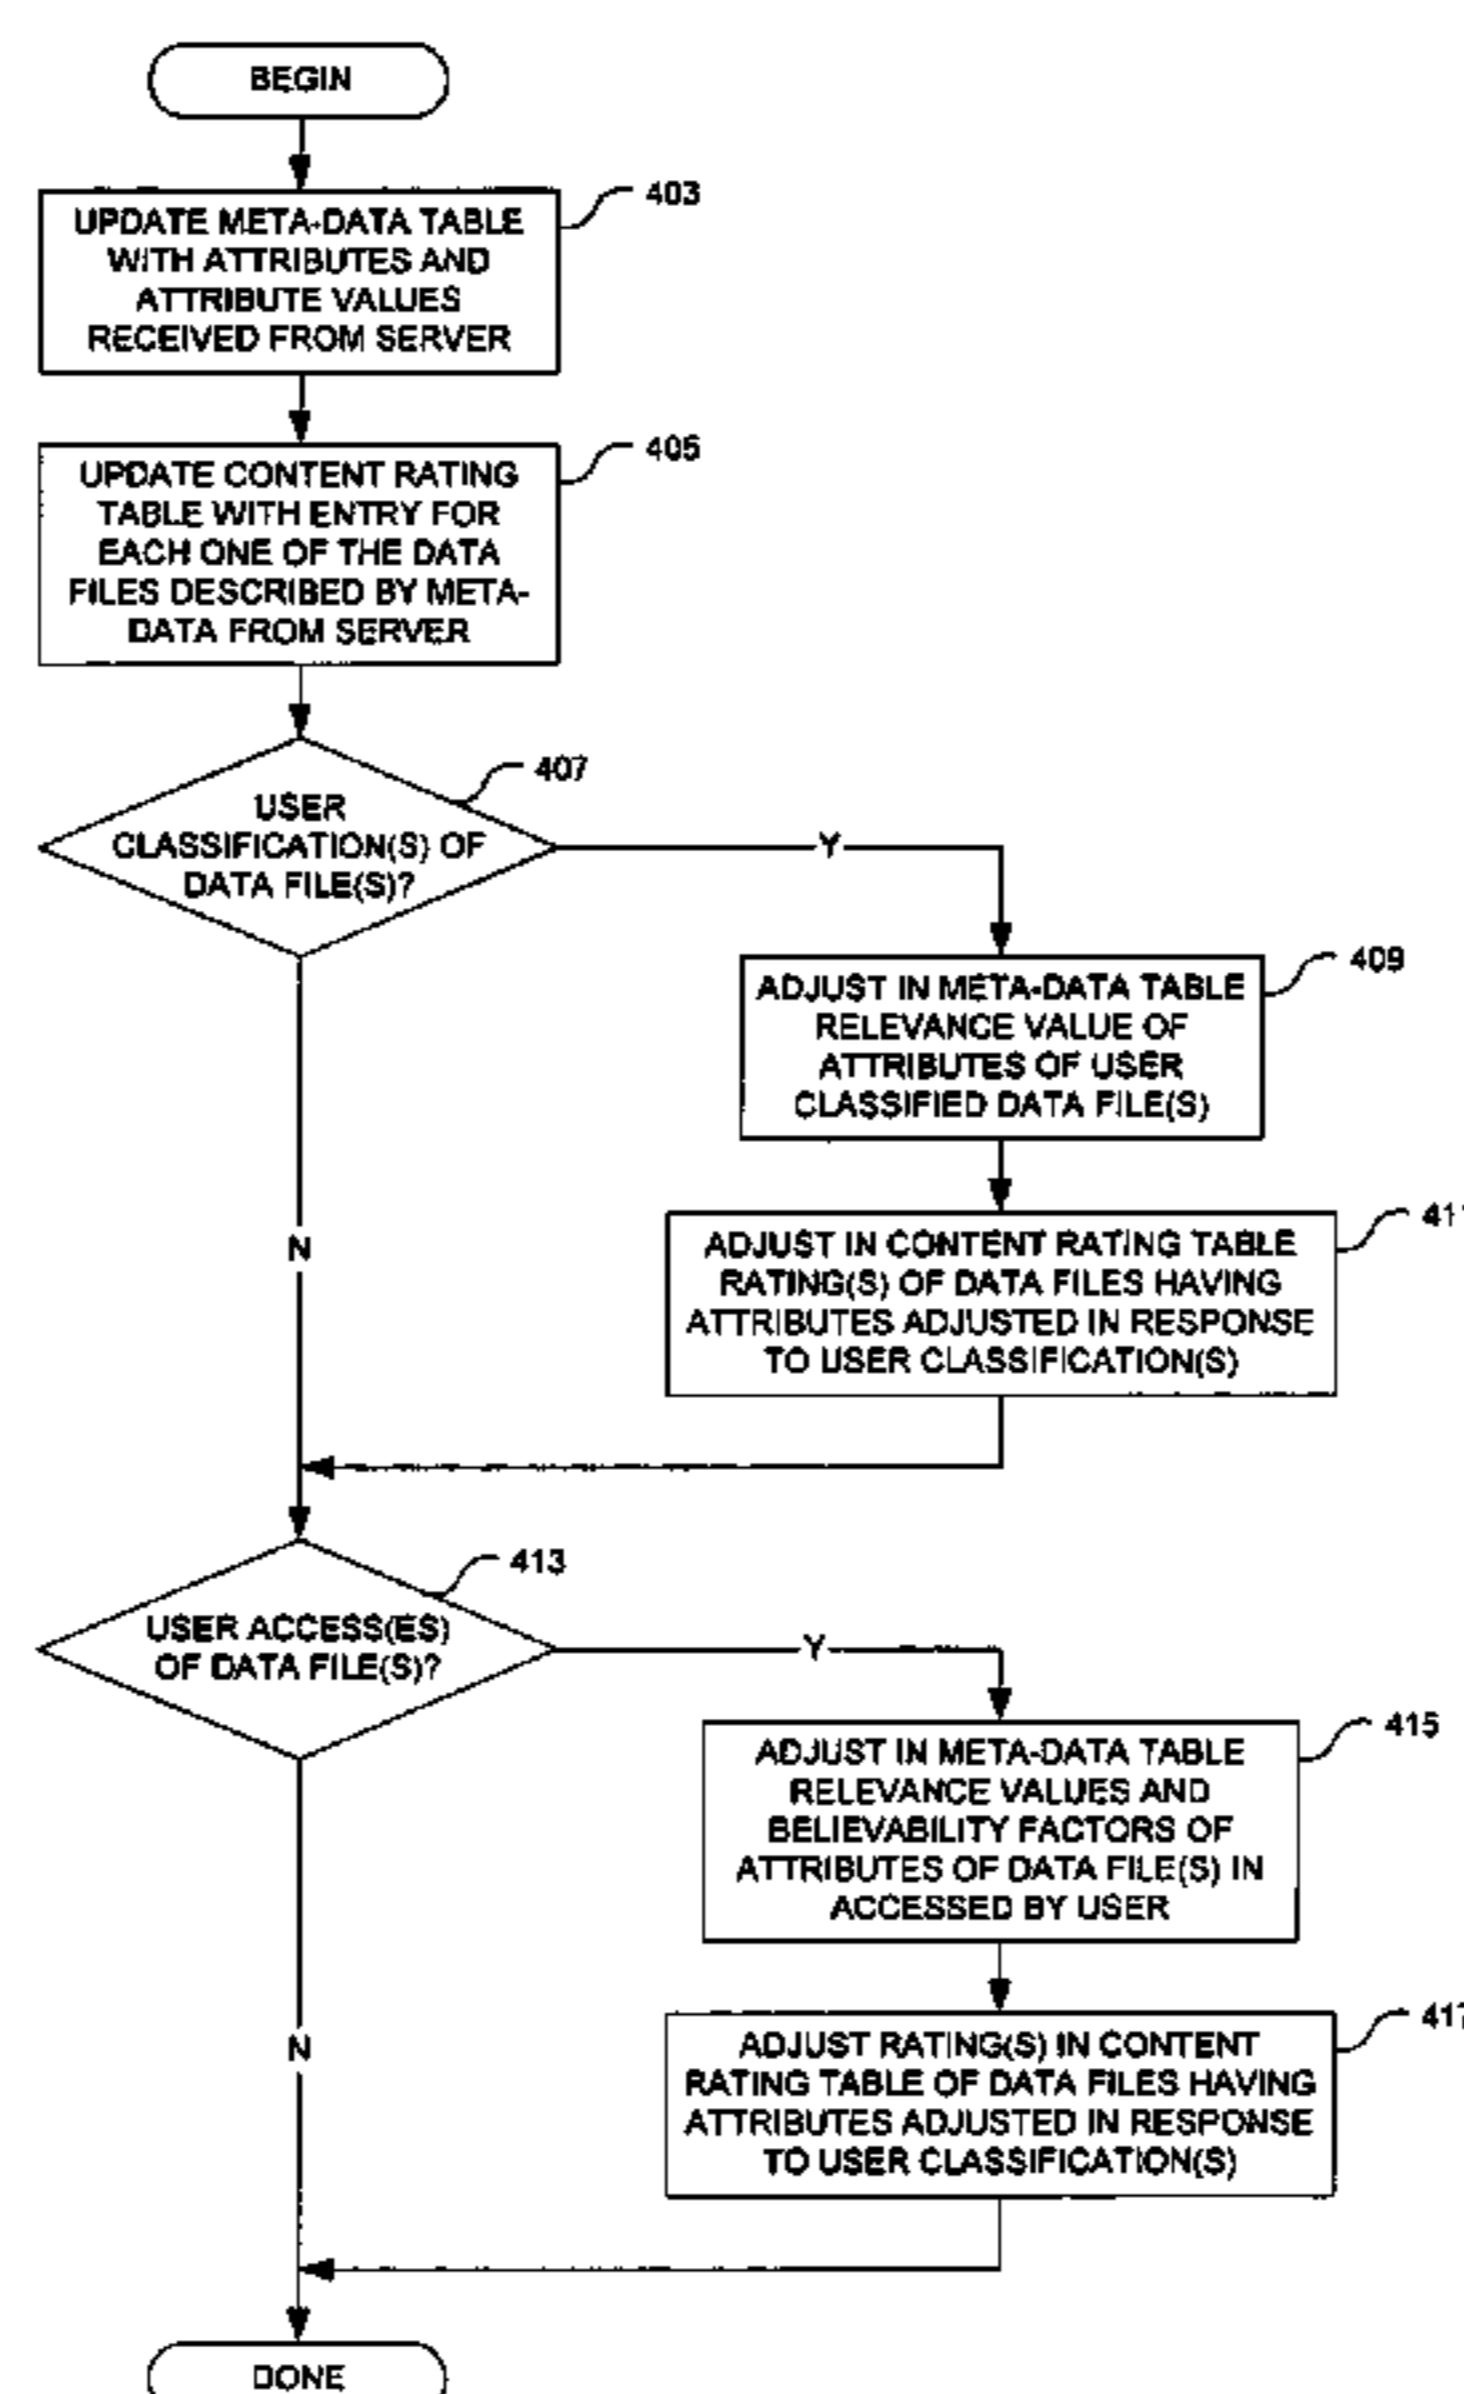 BEGIN
403
UPDATE META-DATA TABLE
WITH ATTRIBUTES AND
ATTRIBUTE VALUES
RECEIVED FROM SERVER
405
UPDATE CONTENT RATING
TABLE WITH ENTRY FOR
EACH ONE OF THE DATA
FILES DESCRIBED BY META-
DATA FROM SERVER
407
USER
CLASSIFICATION(S) OF
DATA FILE(S)?
Y
409
ADJUST IN META-DATA TABLE
RELEVANCE VALUE OF
ATTRIBUTES OF USER
CLASSIFIED DATA FILE(S)
411
N
ADJUST IN CONTENT RATING TABLE
RATING(S) OF DATA FILES HAVING
ATTRIBUTES ADJUSTED IN RESPONSE
TO USER CLASSIFICATION(S)
413
USER ACCESS(ES)
OF DATA FILE(S)?
Y
415
ADJUST IN META-DATA TABLE
RELEVANCE VALUES AND
BELIEVABILITY FACTORS OF
ATTRIBUTES OF DATA FILE(S) IN
ACCESSED BY USER
417
N
ADJUST RATING(S) IN CONTENT
RATING TABLE OF DATA FILES HAVING
ATTRIBUTES ADJUSTED IN RESPONSE
TO USER CLASSIFICATION(S)
DONE